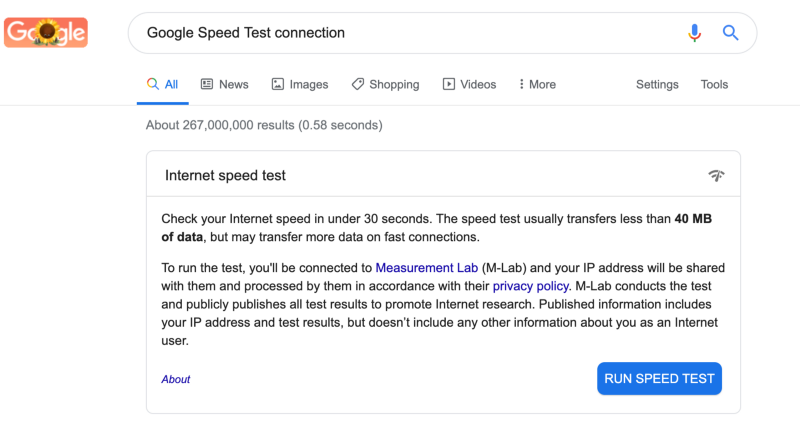 Google
Google Speed Test connection
All News Images Shopping Videos More Settings Tools
About 267,000,000 results (0.58 seconds)
Internet speed test
Check your Internet speed in under 30 seconds. The speed test usually transfers less than 40 MB
of data, but may transfer more data on fast connections.
To run the test, you'll be connected to Measurement Lab (M-Lab) and your IP address will be shared
with them and processed by them in accordance with their privacy policy. M-Lab conducts the test
and publicly publishes all test results to promote Internet research. Published information includes
your IP address and test results, but doesn’t include any other information about you as an Internet
user.
About
RUN SPEED TEST